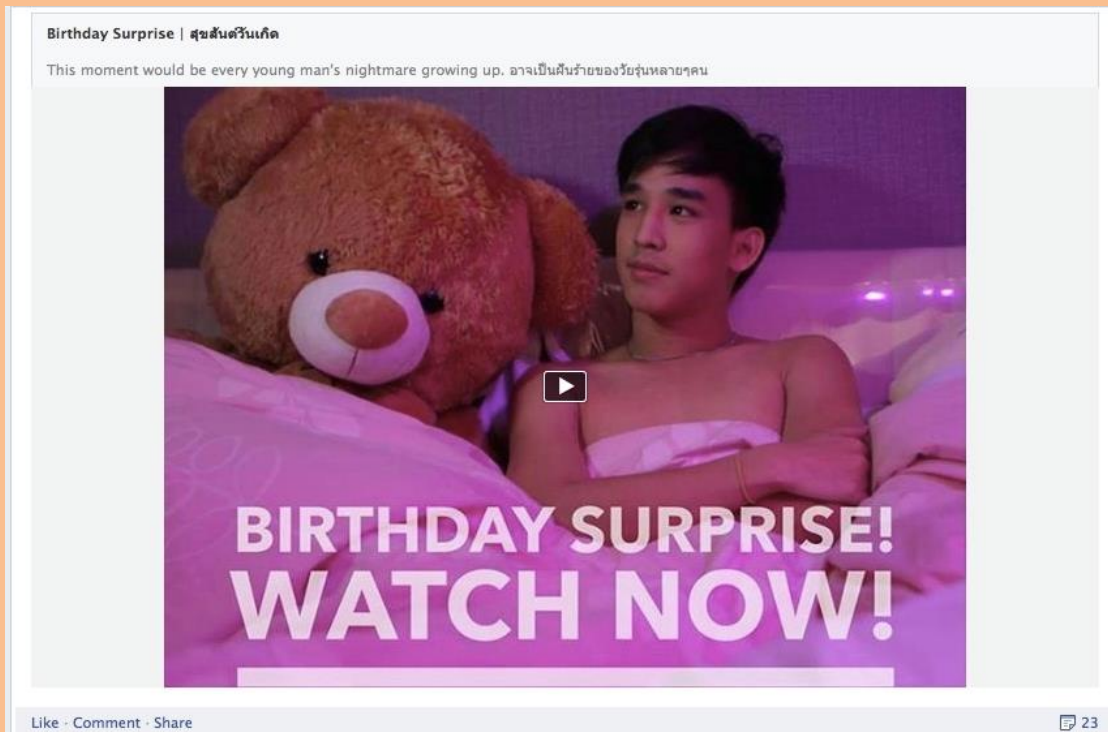 Birthday Surprise | สุขสันต์วันเกิด
This moment would be every young man's nightmare growing up. อาจเป็นฝันร้ายของวัยรุ่นหลายๆคน
BIRTHDAY SURPRISE!
WATCH NOW!
Like · Comment · Share
23